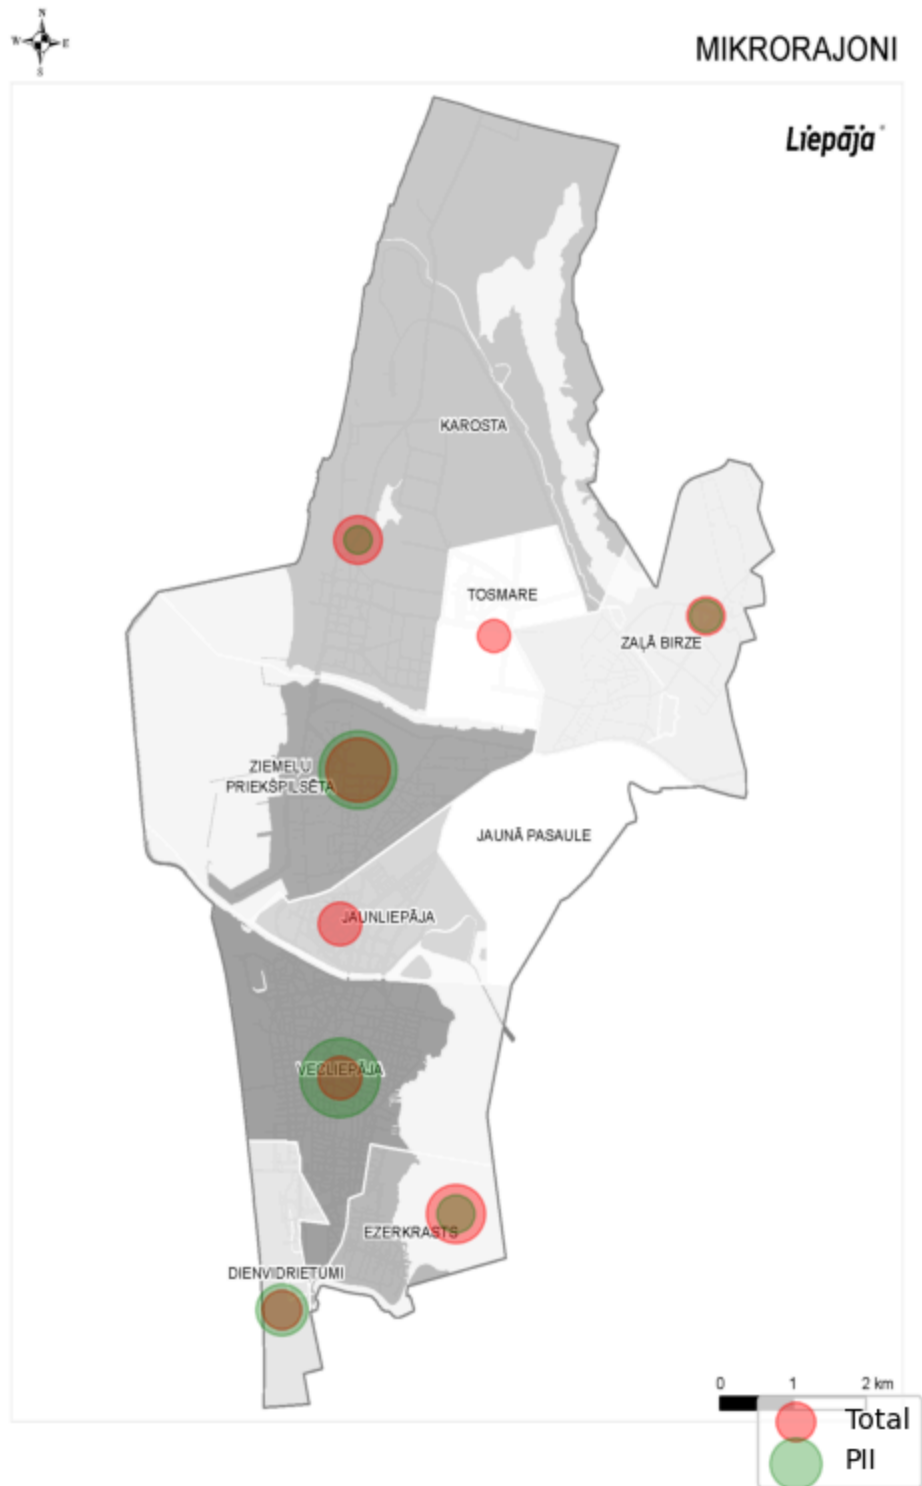 N
W E
S
MIKRORAJONI
Liepāja
KAROSTA
TOSMARE
ZAĻĀ BIRZE
ZIEMEĻU
PRIEKŠPILSĒTA
JAUNĀ PASAULE
JAUNLIEPĀJA
VECLIEPĀJA
EZERKRASTS
DIENVIDRIETUMI
0 1 2 km
Total
PII